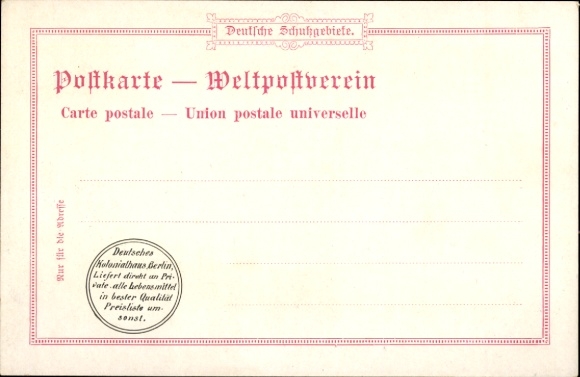 Deutsche Schutzgebiete.
Postkarte — Weltpostverein
Carte postale — Union postale universelle
Nur für die Adresse
Deutsches
Kolonialhaus, Berlin,
Liefert direkt an Pri-
vate alle Lebensmittel
in bester Qualität
Preisliste um-
sonst.